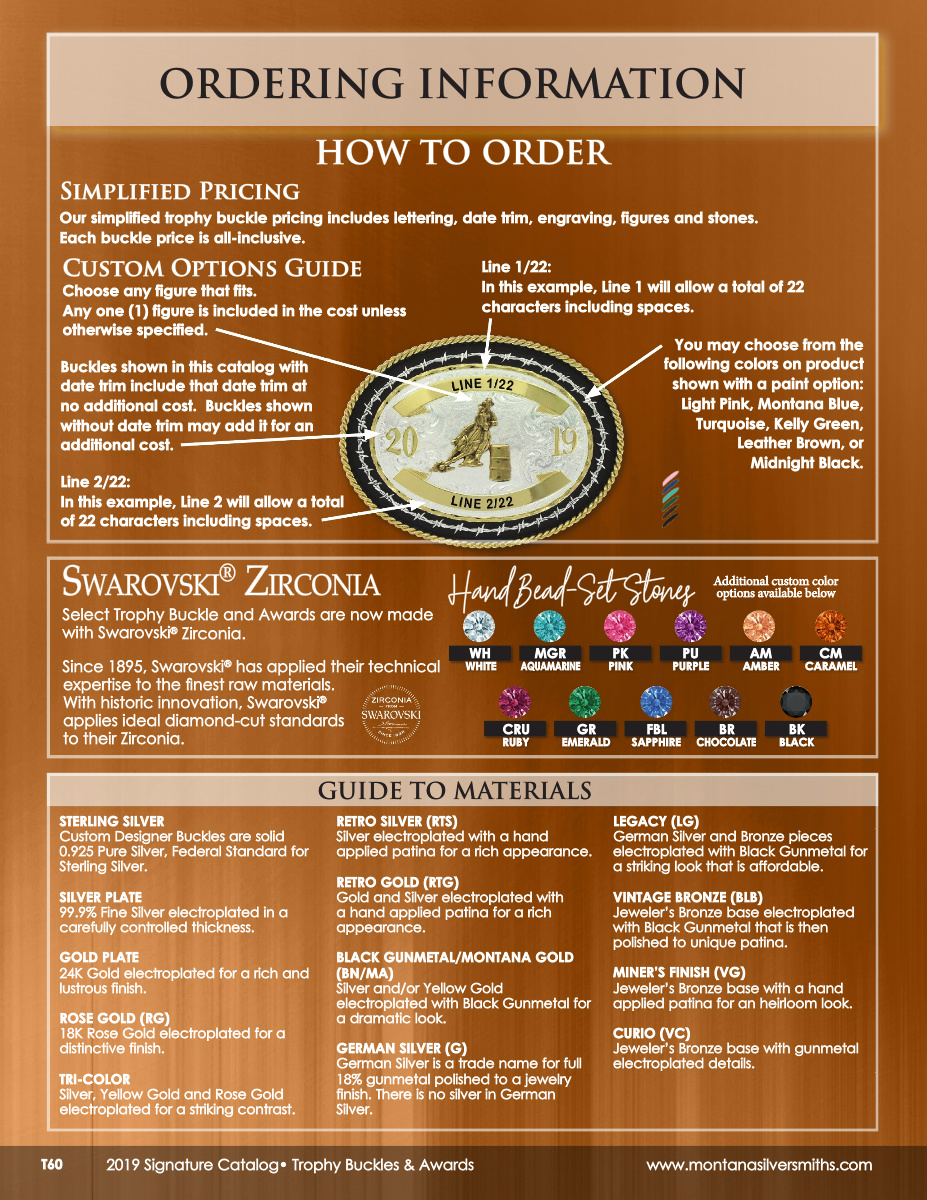 ORDERING INFORMATION
HOW TO ORDER
SIMPLIFIED PRICING
Our simplified trophy buckle pricing includes lettering, date trim, engraving, figures and stones.
Each buckle price is all-inclusive.
CUSTOM OPTIONS GUIDE
Choose any figure that fits.
Any one (1) figure is included in the cost unless
otherwise specified.
Buckles shown in this catalog with
date trim include that date trim at
no additional cost. Buckles shown
without date trim may add it for an
additional cost.
Line 2/22:
In this example, Line 2 will allow a total
of 22 characters including spaces.
Line 1/22:
In this example, Line 1 will allow a total of 22
characters including spaces.
You may choose from the
following colors on product
shown with a paint option:
Light Pink, Montana Blue,
Turquoise, Kelly Green,
Leather Brown, or
Midnight Black.
LINE 1/22
20 19
LINE 2/22
SWAROVSKI® ZIRCONIA
Select Trophy Buckle and Awards are now made
with Swarovski® Zirconia.
Since 1895, Swarovski® has applied their technical
expertise to the finest raw materials.
With historic innovation, Swarovski®
applies ideal diamond-cut standards
to their Zirconia.
ZIRCONIA
FROM
SWAROVSKI
SINCE 1895
Hand Bead-Set Stones
Additional custom color
options available below
WH
WHITE
MGR
AQUAMARINE
PK
PINK
PU
PURPLE
AM
AMBER
CM
CARAMEL
CRU
RUBY
GR
EMERALD
FBL
SAPPHIRE
BR
CHOCOLATE
BK
BLACK
GUIDE TO MATERIALS
STERLING SILVER
Custom Designer Buckles are solid
0.925 Pure Silver, Federal Standard for
Sterling Silver.
SILVER PLATE
99.9% Fine Silver electroplated in a
carefully controlled thickness.
GOLD PLATE
24K Gold electroplated for a rich and
lustrous finish.
ROSE GOLD (RG)
18K Rose Gold electroplated for a
distinctive finish.
TRI-COLOR
Silver, Yellow Gold and Rose Gold
electroplated for a striking contrast.
RETRO SILVER (RTS)
Silver electroplated with a hand
applied patina for a rich appearance.
RETRO GOLD (RTG)
Gold and Silver electroplated with
a hand applied patina for a rich
appearance.
BLACK GUNMETAL/MONTANA GOLD
(BN/MA)
Silver and/or Yellow Gold
electroplated with Black Gunmetal for
a dramatic look.
GERMAN SILVER (G)
German Silver is a trade name for full
18% gunmetal polished to a jewelry
finish. There is no silver in German
Silver.
LEGACY (LG)
German Silver and Bronze pieces
electroplated with Black Gunmetal for
a striking look that is affordable.
VINTAGE BRONZE (BLB)
Jeweler's Bronze base electroplated
with Black Gunmetal that is then
polished to unique patina.
MINER'S FINISH (VG)
Jeweler's Bronze base with a hand
applied patina for an heirloom look.
CURIO (VC)
Jeweler's Bronze base with gunmetal
electroplated details.
T60
2019 Signature Catalog• Trophy Buckles & Awards
www.montanasilversmiths.com